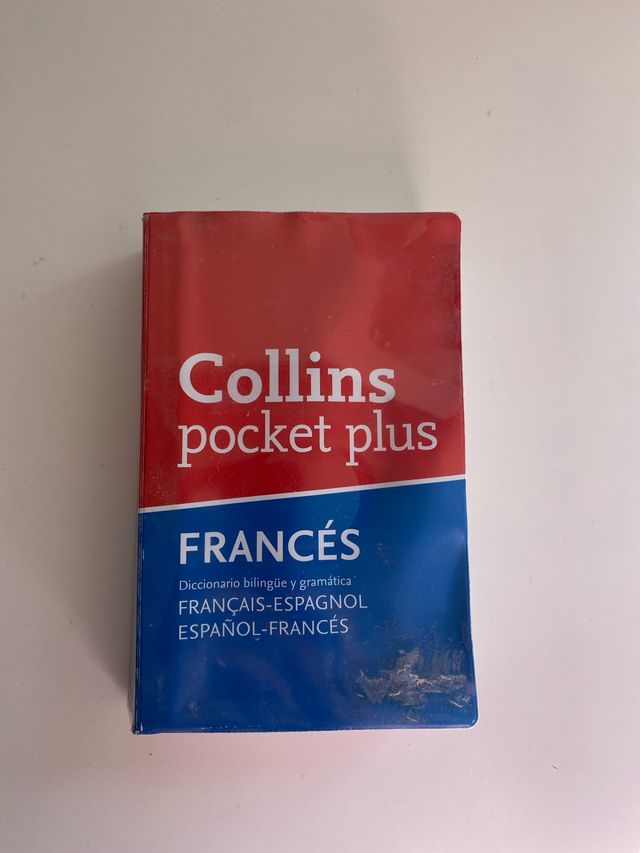 Collins
pocket plus
FRANCÉS
Diccionario bilingüe y gramática
FRANÇAIS-ESPAGNOL
ESPAÑOL-FRANCÉS